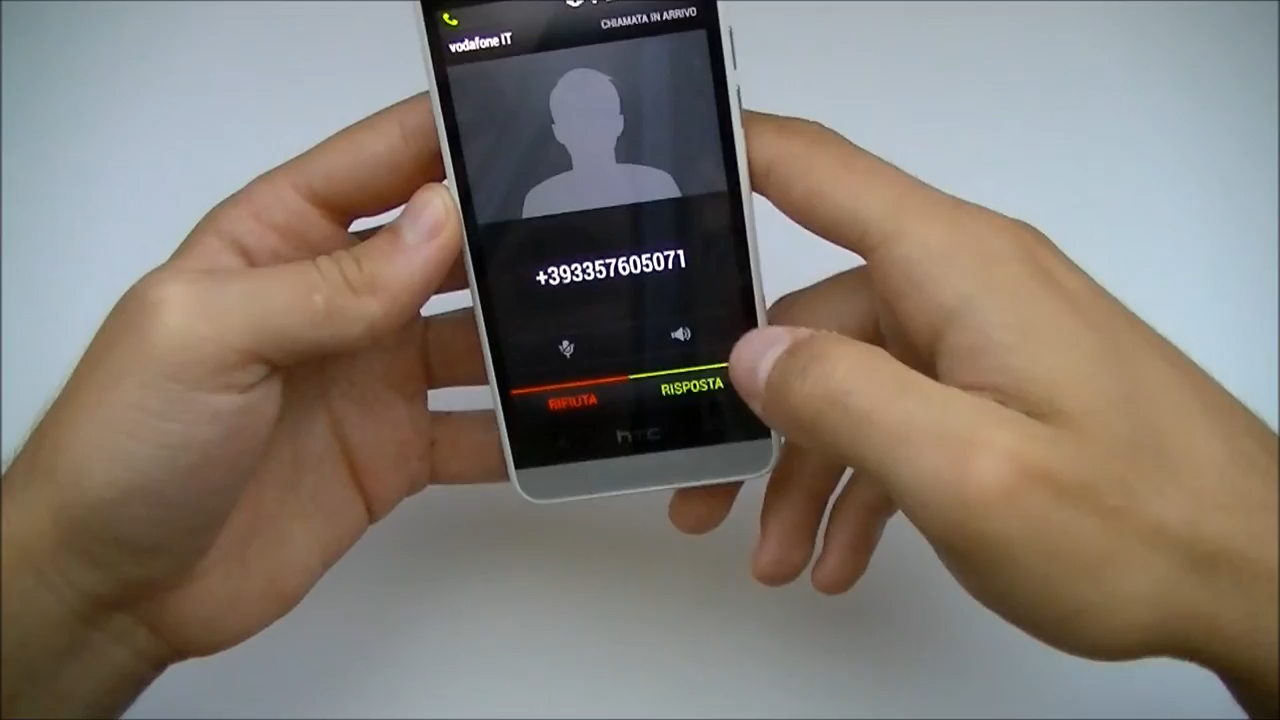 CHIAMATA IN ARRIVO
vodafone IT
+393357605071
RIFIUTA
RISPOSTA
htc